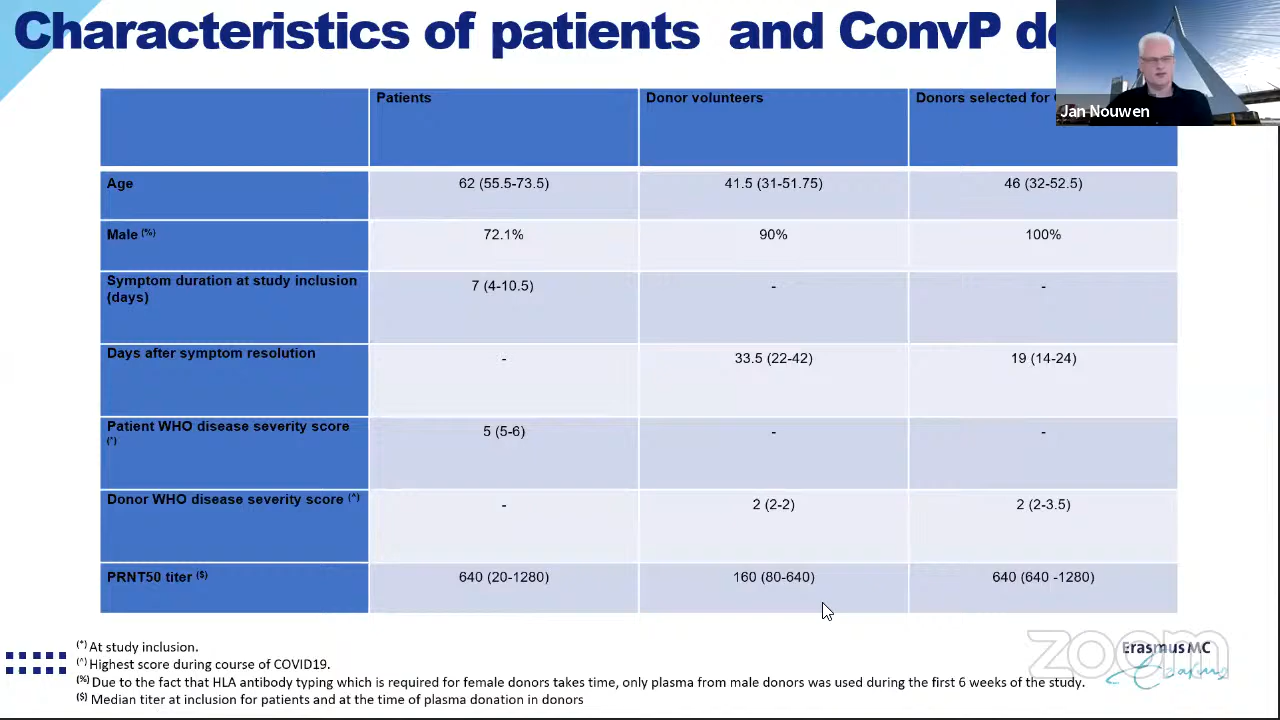 Characteristics of patients and ConvP
Jan Nouwen
Patients
Donor volunteers
Donors selected for
Age
62 (55.5-73.5)
41.5 (31-51.75)
46 (32-52.5)
Male (%)
72.1%
90%
100%
Symptom duration at study inclusion
(days)
7 (4-10.5)
-
-
Days after symptom resolution
-
33.5 (22-42)
19 (14-24)
Patient WHO disease severity score
(^)
5 (5-6)
-
-
Donor WHO disease severity score (^)
-
2 (2-2)
2 (2-3.5)
PRNT50 titer ($)
640 (20-1280)
160 (80-640)
640 (640 -1280)
(*) At study inclusion.
(^) Highest score during course of COVID19.
(%) Due to the fact that HLA antibody typing which is required for female donors takes time, only plasma from male donors was used during the first 6 weeks of the study.
($) Median titer at inclusion for patients and at the time of plasma donation in donors
zoom
Erasmus MC
Erasmus